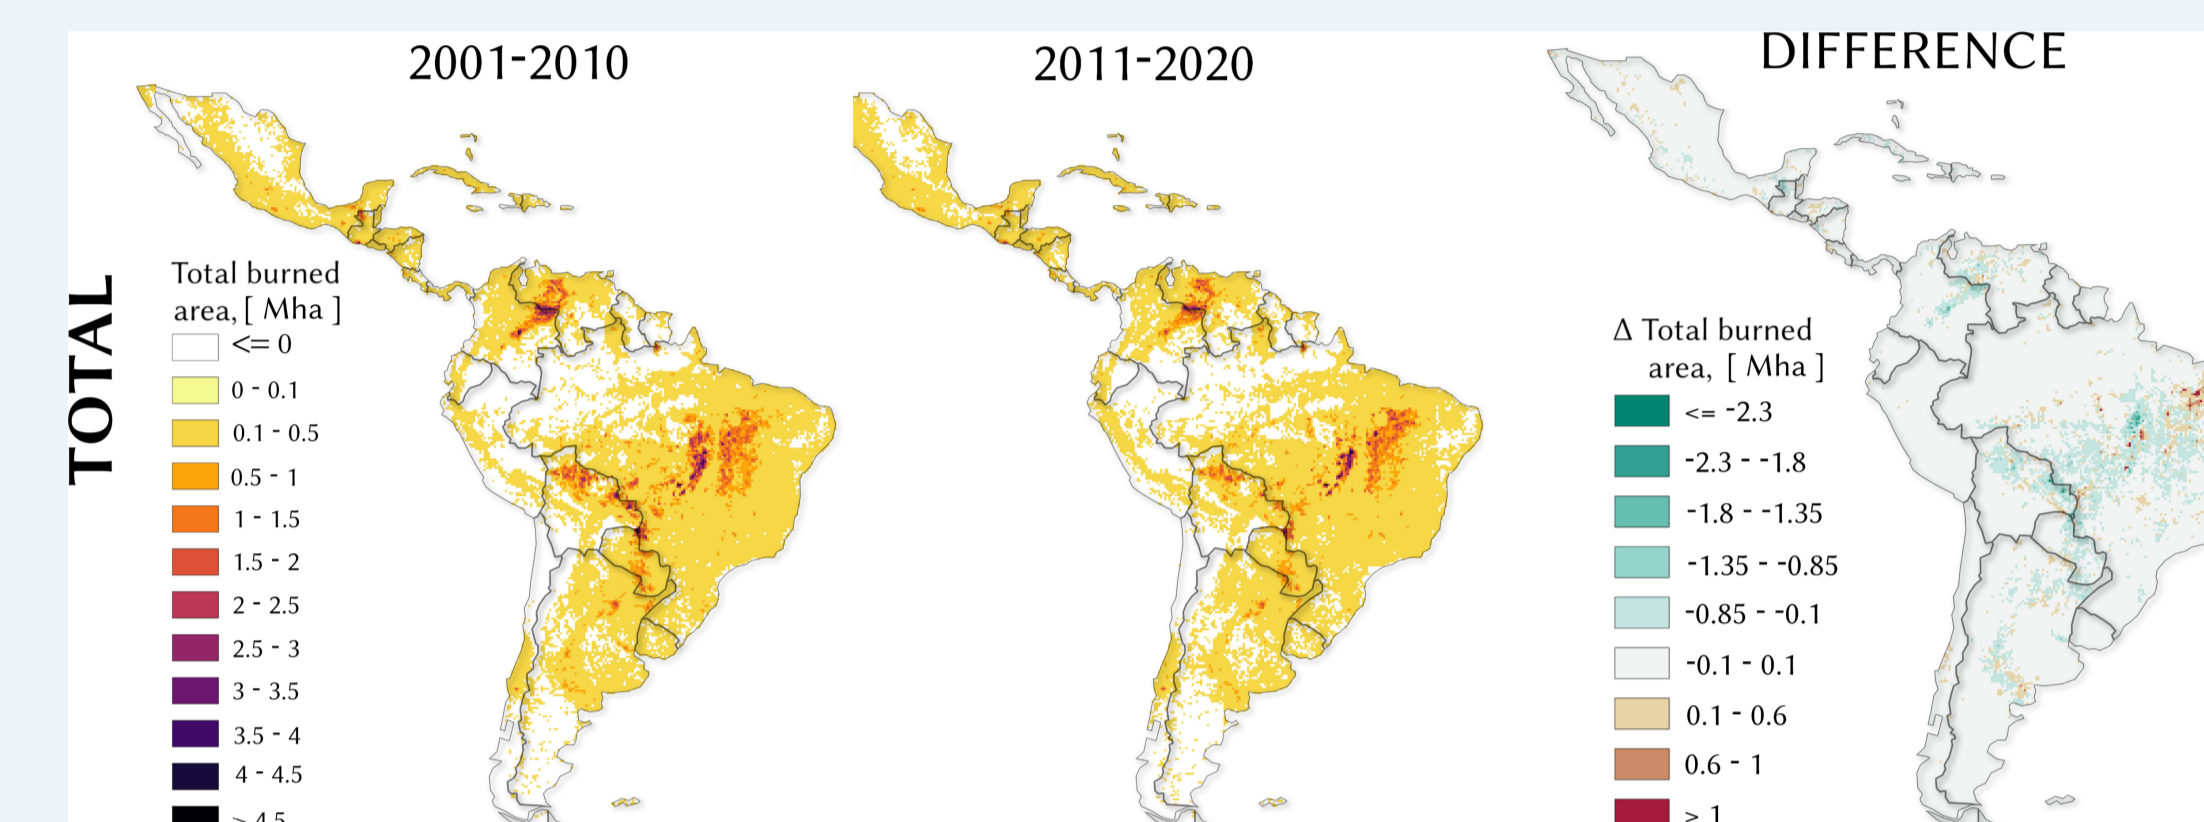 2001-2010
2011-2020
DIFFERENCE
TOTAL
Total burned
area, [ Mha ]
<= 0
0 - 0.1
0.1 - 0.5
0.5 - 1
1 - 1.5
1.5 - 2
2 - 2.5
2.5 - 3
3 - 3.5
3.5 - 4
4 - 4.5
> 4.5
Δ Total burned
area, [ Mha ]
<= -2.3
-2.3 - -1.8
-1.8 - -1.35
-1.35 - -0.85
-0.85 - -0.1
-0.1 - 0.1
0.1 - 0.6
0.6 - 1
> 1